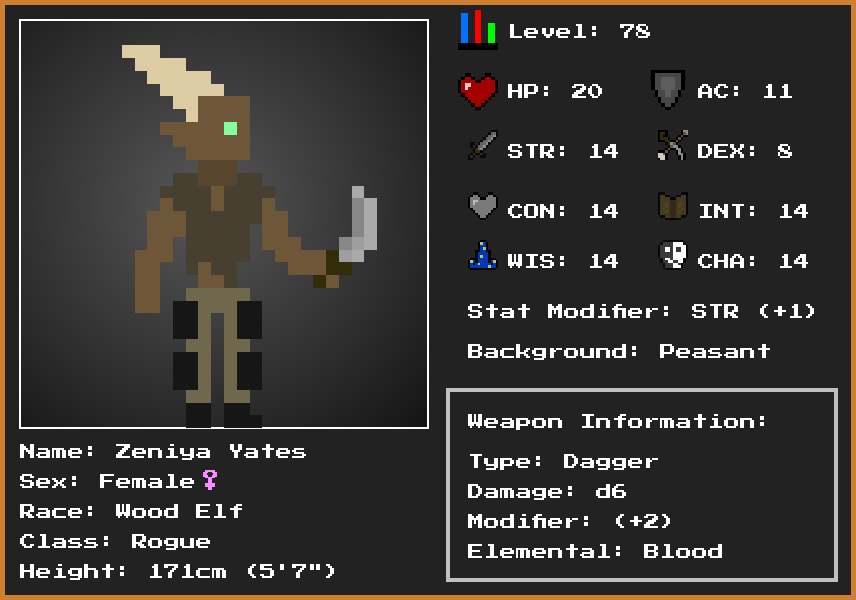 Level: 78
HP: 20 AC: 11
STR: 14 DEX: 8
CON: 14 INT: 14
WIS: 14 CHA: 14
Stat Modifier: STR (+1)
Background: Peasant
Weapon Information:
Type: Dagger
Damage: d6
Modifier: (+2)
Elemental: Blood
Name: Zeniya Yates
Sex: Female♀
Race: Wood Elf
Class: Rogue
Height: 171cm (5'7")